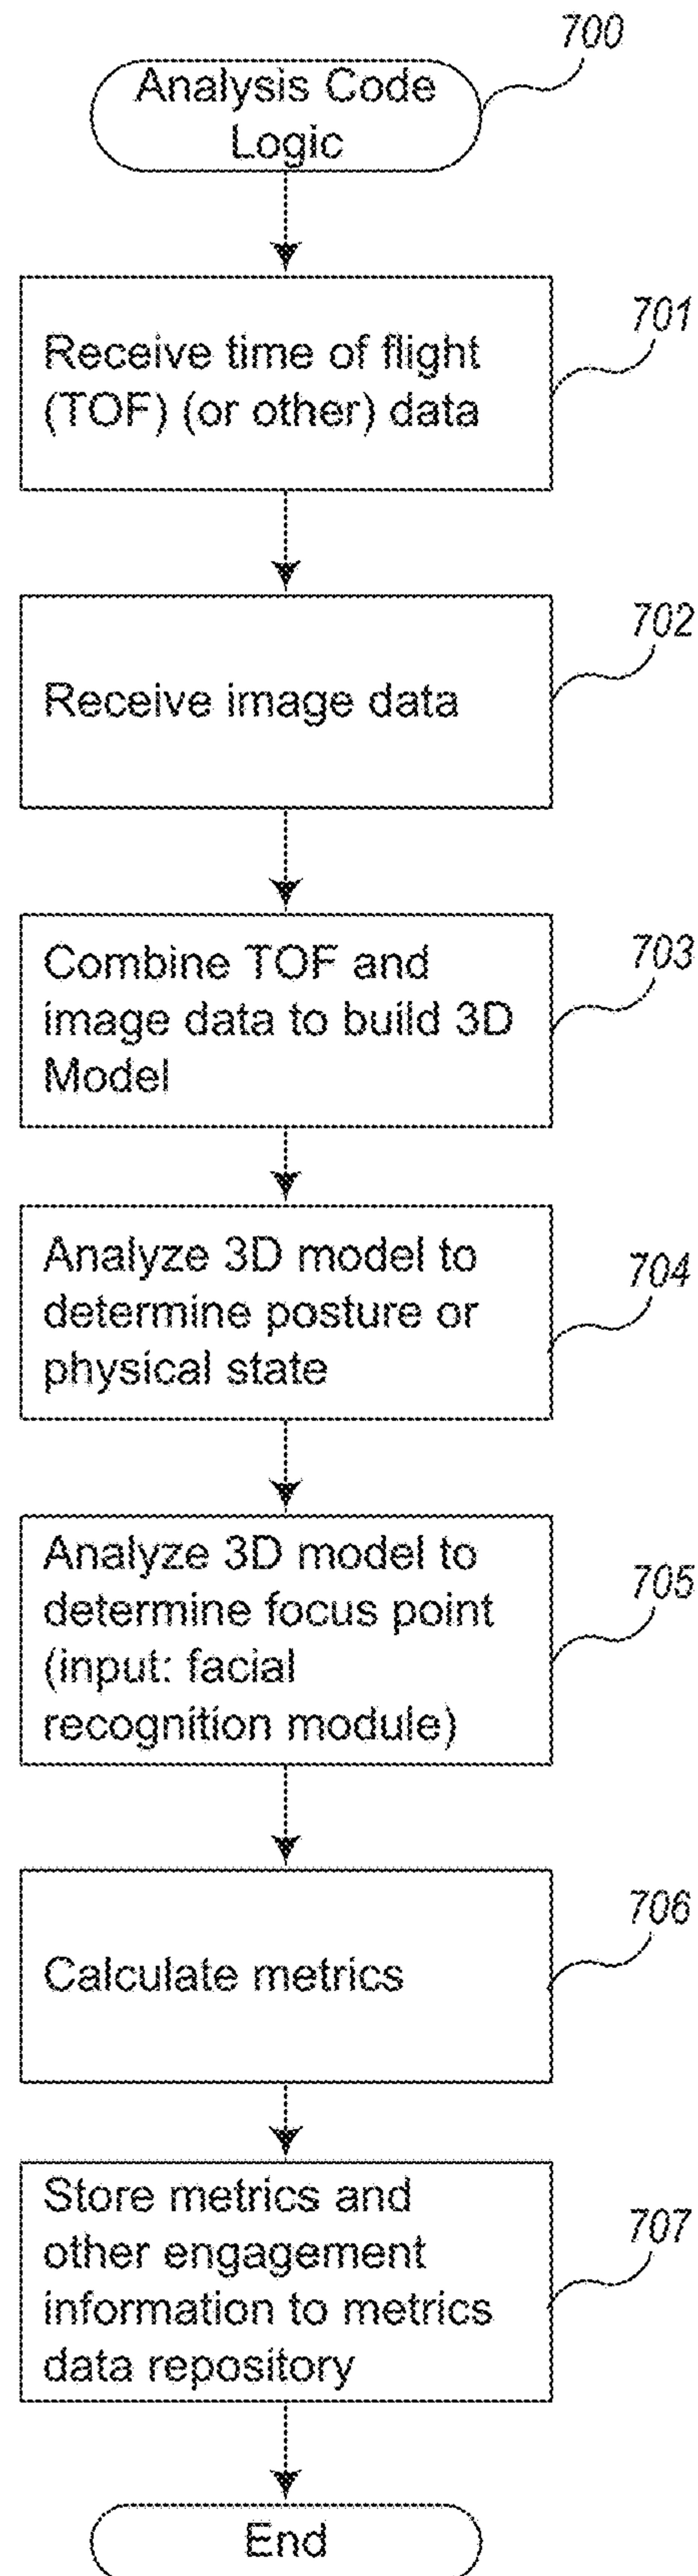 700
Analysis Code
Logic
701
Receive time of flight
(TOF) (or other) data
702
Receive image data
703
Combine TOF and
image data to build 3D
Model
704
Analyze 3D model to
determine posture or
physical state
705
Analyze 3D model to
determine focus point
(input: facial
recognition module)
706
Calculate metrics
707
Store metrics and
other engagement
information to metrics
data repository
End